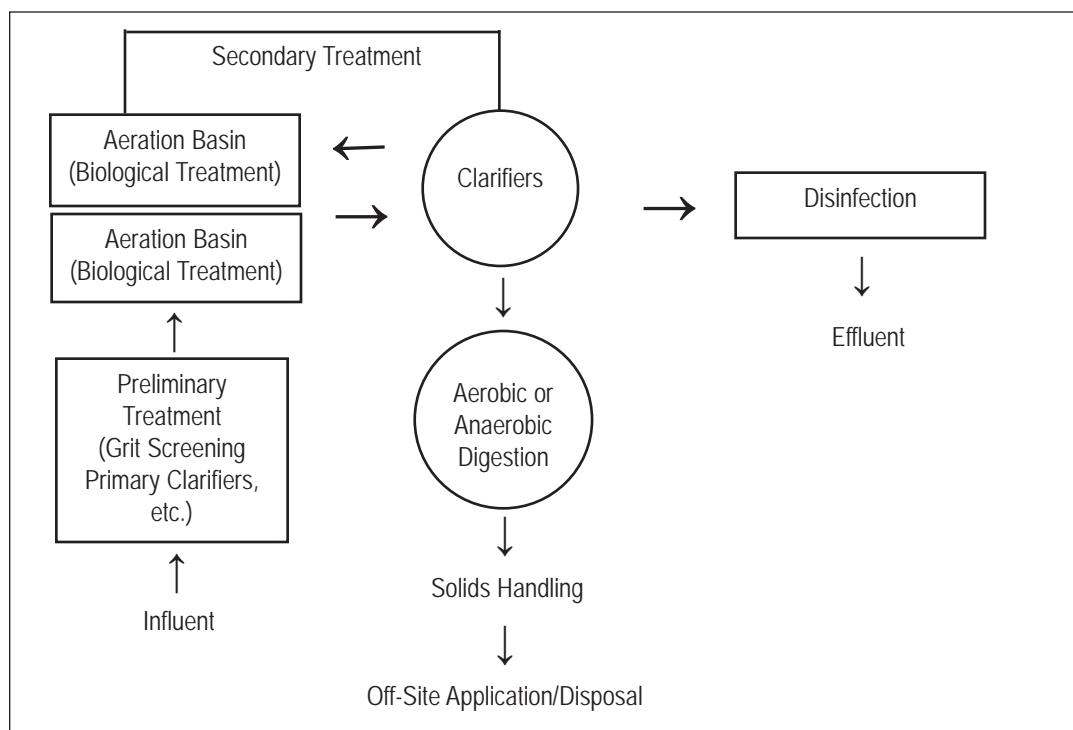 Secondary Treatment
Aeration Basin
(Biological Treatment)
Aeration Basin
(Biological Treatment)
Clarifiers
Disinfection
Effluent
Preliminary
Treatment
(Grit Screening
Primary Clarifiers,
etc.)
Influent
Aerobic or
Anaerobic
Digestion
Solids Handling
Off-Site Application/Disposal